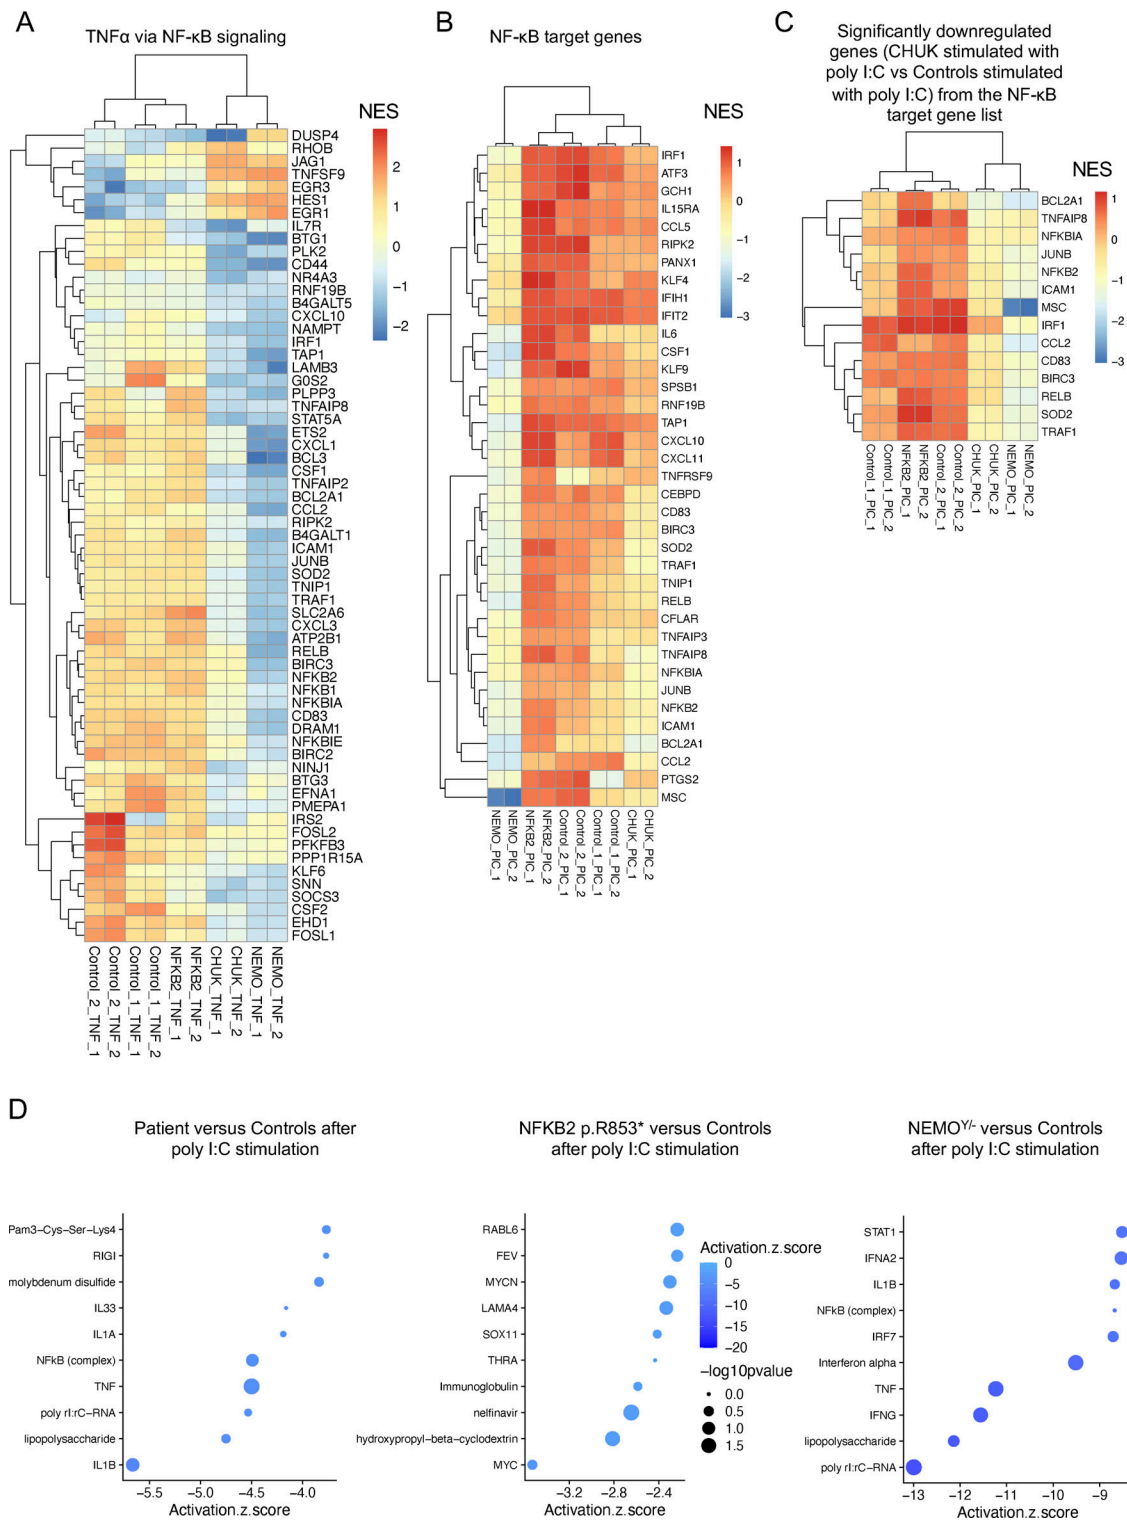 A
TNFα via NF-κB signaling
NES
2
1
0
−1
−2
DUSP4
RHOB
JAG1
TNFSF9
EGR3
HES1
EGR1
IL7R
BTG1
PLK2
CD44
NR4A3
RNF19B
B4GALT5
CXCL10
NAMPT
IRF1
TAP1
LAMB3
G0S2
PLPP3
TNFAIP8
STAT5A
ETS2
CXCL1
BCL3
CSF1
TNFAIP2
BCL2A1
CCL2
RIPK2
B4GALT1
ICAM1
JUNB
SOD2
TNIP1
TRAF1
SLC2A6
CXCL3
ATP2B1
RELB
BIRC3
NFKB2
NFKB1
NFKBIA
CD83
DRAM1
NFKBIE
BIRC2
NINJ1
BTG3
EFNA1
PMEPA1
IRS2
FOSL2
PFKFB3
PPP1R15A
KLF6
SNN
SOCS3
CSF2
EHD1
FOSL1
Control_2_TNF_1
Control_2_TNF_2
Control_1_TNF_1
Control_1_TNF_2
NFKB2_TNF_1
NFKB2_TNF_2
CHUK_TNF_1
CHUK_TNF_2
NEMO_TNF_1
NEMO_TNF_2
B
NF-κB target genes
NES
1
0
−1
−2
−3
IRF1
ATF3
GCH1
IL15RA
CCL5
RIPK2
PANX1
KLF4
IFIH1
IFIT2
IL6
CSF1
KLF9
SPSB1
RNF19B
TAP1
CXCL10
CXCL11
TNFRSF9
CEBPD
CD83
BIRC3
SOD2
TRAF1
TNIP1
RELB
CFLAR
TNFAIP3
TNFAIP8
NFKBIA
JUNB
NFKB2
ICAM1
BCL2A1
CCL2
PTGS2
MSC
NEMO_PIC_1
NEMO_PIC_2
NFKB2_PIC_1
NFKB2_PIC_2
Control_2_PIC_1
Control_2_PIC_2
Control_1_PIC_1
Control_1_PIC_2
CHUK_PIC_1
CHUK_PIC_2
C
Significantly downregulated
genes (CHUK stimulated with
poly I:C vs Controls stimulated
with poly I:C) from the NF-κB
target gene list
NES
1
0
−1
−2
−3
BCL2A1
TNFAIP8
NFKBIA
JUNB
NFKB2
ICAM1
MSC
IRF1
CCL2
CD83
BIRC3
RELB
SOD2
TRAF1
Control_1_PIC_1
Control_1_PIC_2
NFKB2_PIC_1
NFKB2_PIC_2
Control_2_PIC_1
Control_2_PIC_2
CHUK_PIC_1
CHUK_PIC_2
NEMO_PIC_1
NEMO_PIC_2
D
Patient versus Controls after
poly I:C stimulation
Pam3−Cys−Ser−Lys4
RIGI
molybdenum disulfide
IL33
IL1A
NFkB (complex)
TNF
poly rI:rC−RNA
lipopolysaccharide
IL1B
−5.5
−5.0
−4.5
−4.0
Activation.z.score
NFKB2 p.R853* versus Controls
after poly I:C stimulation
RABL6
FEV
MYCN
LAMA4
SOX11
THRA
Immunoglobulin
nelfinavir
hydroxypropyl−beta−cyclodextrin
MYC
−3.2
−2.8
−2.4
Activation.z.score
Activation.z.score
0
−5
−10
−15
−20
−log10pvalue
0.0
0.5
1.0
1.5
NEMO^Y/- versus Controls
after poly I:C stimulation
STAT1
IFNA2
IL1B
NFkB (complex)
IRF7
Interferon alpha
TNF
IFNG
lipopolysaccharide
poly rI:rC−RNA
−13
−12
−11
−10
−9
Activation.z.score